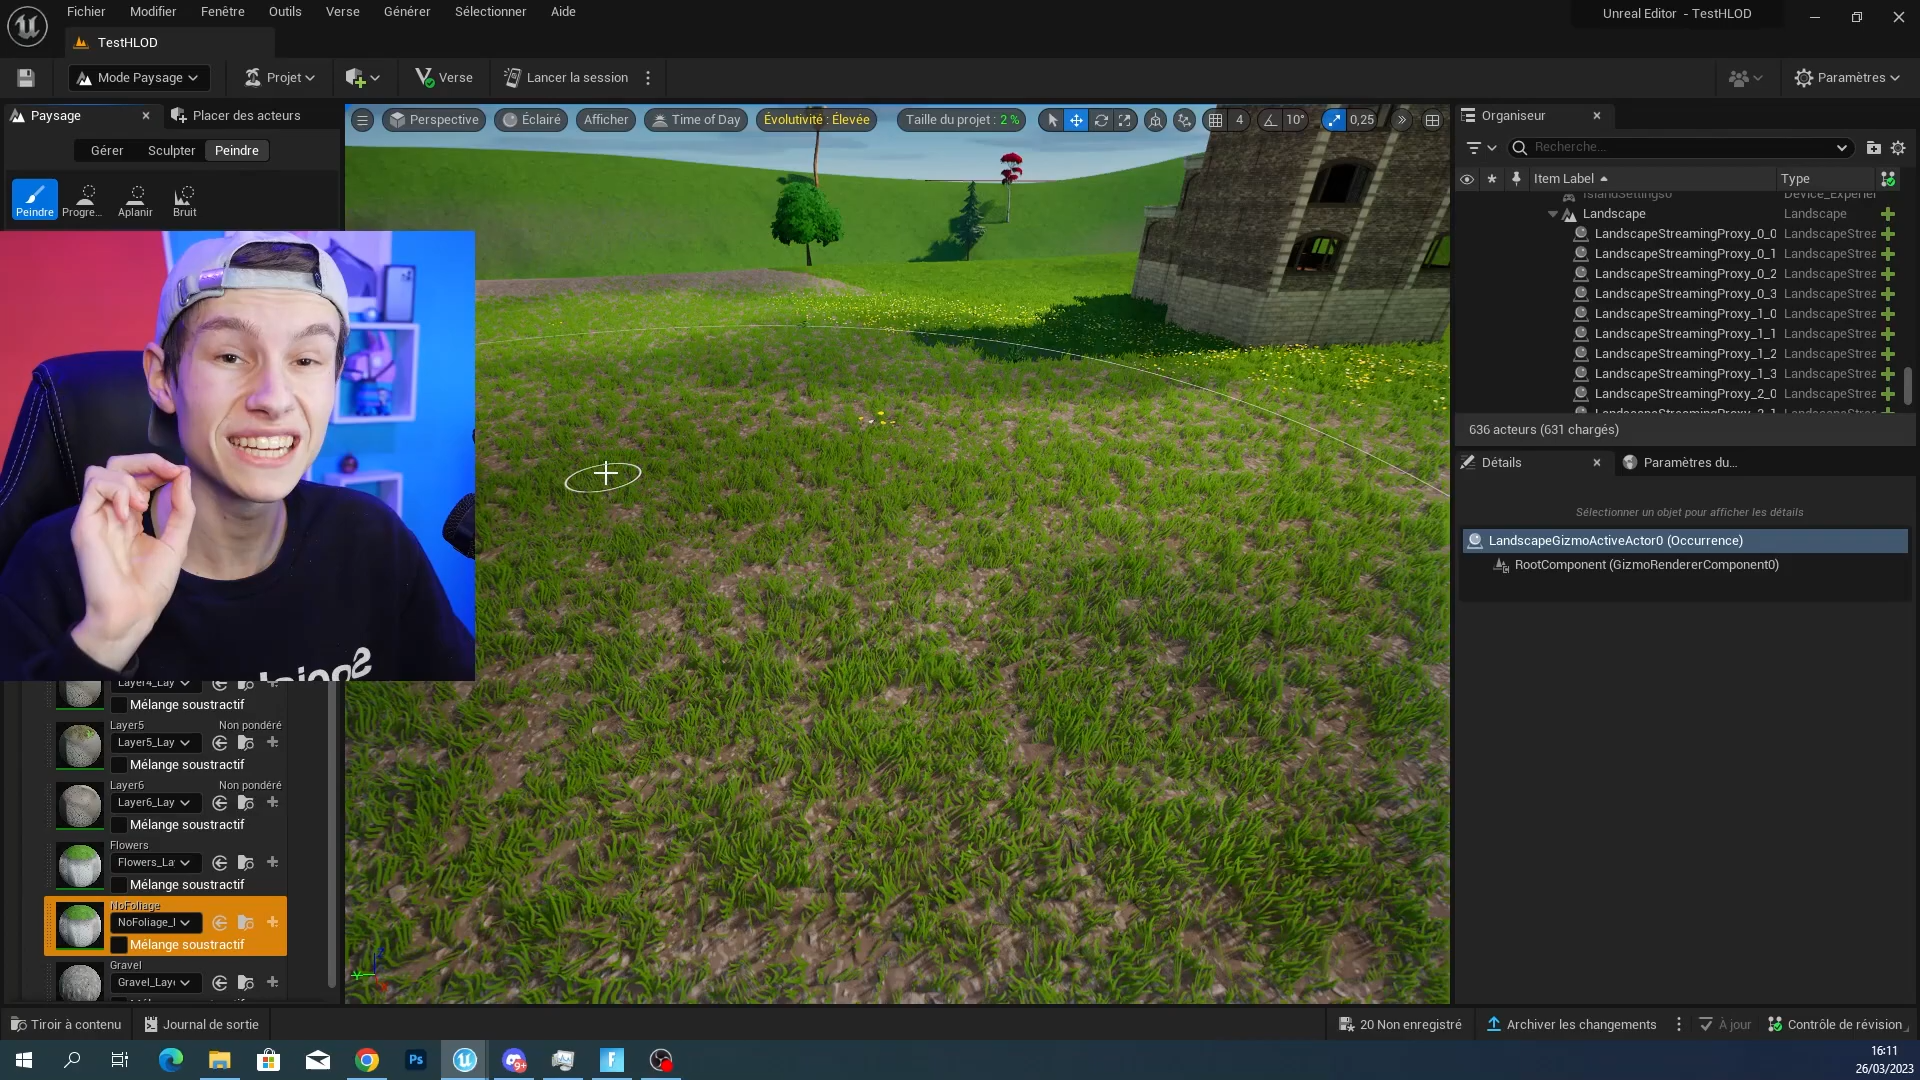 Fichier Modifier Fenêtre Outils Verse Générer Sélectionner Aide
Unreal Editor - TestHLOD
TestHLOD
Mode Paysage
Projet
Verse
Lancer la session
Paramètres
Paysage
Placer des acteurs
Gérer Sculpter Peindre
Peindre Progre... Aplanir Bruit
Perspective
Éclairé
Afficher
Time of Day
Évolutivité : Élevée
Taille du projet : 2 %
4
10°
0,25
Organiseur
Recherche...
Item Label Type
Landscape Landscape
LandscapeStreamingProxy_0_0 LandscapeStrea
LandscapeStreamingProxy_0_1 LandscapeStrea
LandscapeStreamingProxy_0_2 LandscapeStrea
LandscapeStreamingProxy_0_3 LandscapeStrea
LandscapeStreamingProxy_1_0 LandscapeStrea
LandscapeStreamingProxy_1_1 LandscapeStrea
LandscapeStreamingProxy_1_2 LandscapeStrea
LandscapeStreamingProxy_1_3 LandscapeStrea
LandscapeStreamingProxy_2_0 LandscapeStrea
636 acteurs (631 chargés)
Détails
Paramètres du...
Sélectionner un objet pour afficher les détails
LandscapeGizmoActiveActor0 (Occurrence)
RootComponent (GizmoRendererComponent0)
Layer4_Lay
Mélange soustractif
Layer5 Non pondéré
Layer5_Lay
Mélange soustractif
Layer6 Non pondéré
Layer6_Lay
Mélange soustractif
Flowers
Flowers_La
Mélange soustractif
NoFoliage
NoFoliage_l
Mélange soustractif
Gravel
Gravel_Laye
Tiroir à contenu
Journal de sortie
20 Non enregistré
Archiver les changements
À jour
Contrôle de révision
Ps
9+
16:11
26/03/2023